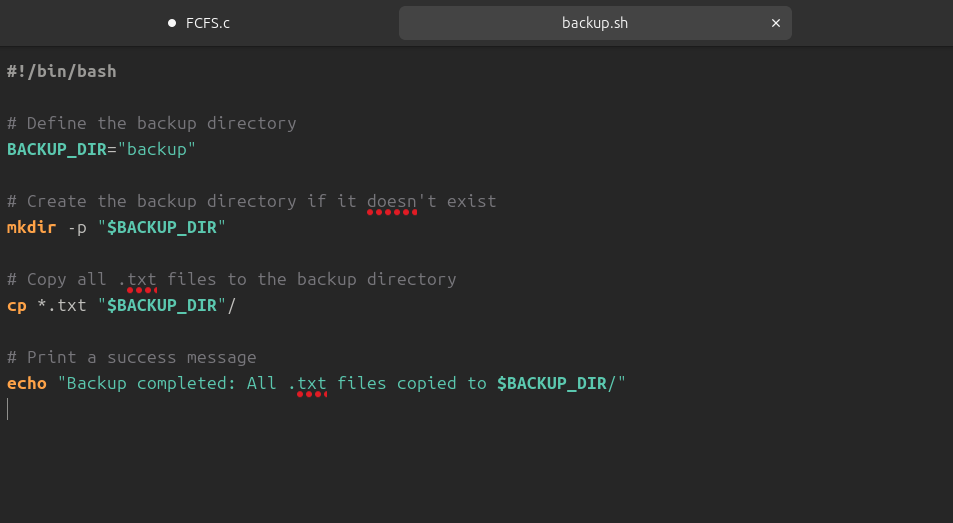 FCFS.c
backup.sh
#!/bin/bash
# Define the backup directory
BACKUP_DIR="backup"
# Create the backup directory if it doesn't exist
mkdir -p "$BACKUP_DIR"
# Copy all .txt files to the backup directory
cp *.txt "$BACKUP_DIR"/
# Print a success message
echo "Backup completed: All .txt files copied to $BACKUP_DIR/"